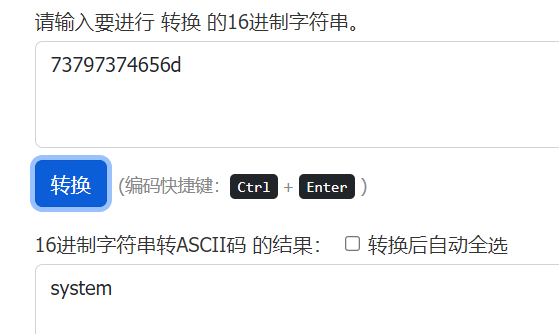 请输入要进行 转换 的16进制字符串。
73797374656d
转换 (编码快捷键：Ctrl + Enter )
16进制字符串转ASCII码 的结果： 转换后自动全选
system